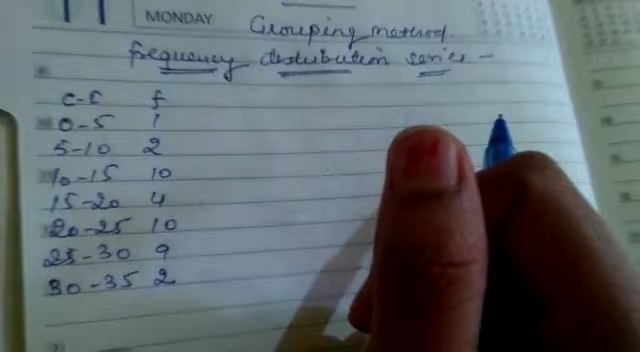 MONDAY Grouping method.
frequency distribution series -
C-I f
0-5 1
5-10 2
10-15 10
15-20 4
20-25 10
25-30 9
30-35 2